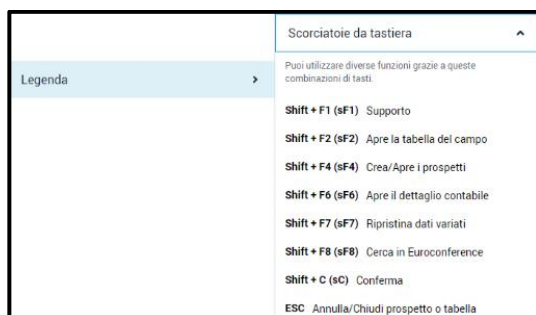 Scorciatoie da tastiera
Legenda
Puoi utilizzare diverse funzioni grazie a queste
combinazioni di tasti.
Shift + F1 (sF1) Supporto
Shift + F2 (sF2) Apre la tabella del campo
Shift + F4 (sF4) Crea/Apre i prospetti
Shift + F6 (sF6) Apre il dettaglio contabile
Shift + F7 (sF7) Ripristina dati variati
Shift + F8 (sF8) Cerca in Euroconference
Shift + C (sC) Conferma
ESC Annulla/Chiudi prospetto o tabella